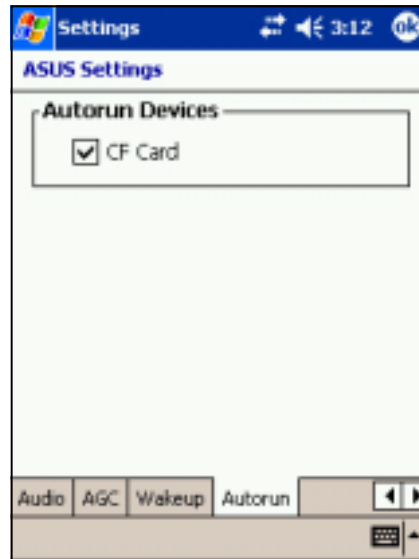 Settings 3:12 ok
ASUS Settings
Autorun Devices
CF Card
Audio AGC Wakeup Autorun